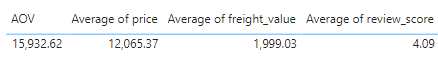 AOV Average of price Average of freight_value Average of review_score
15,932.62 12,065.37 1,999.03 4.09